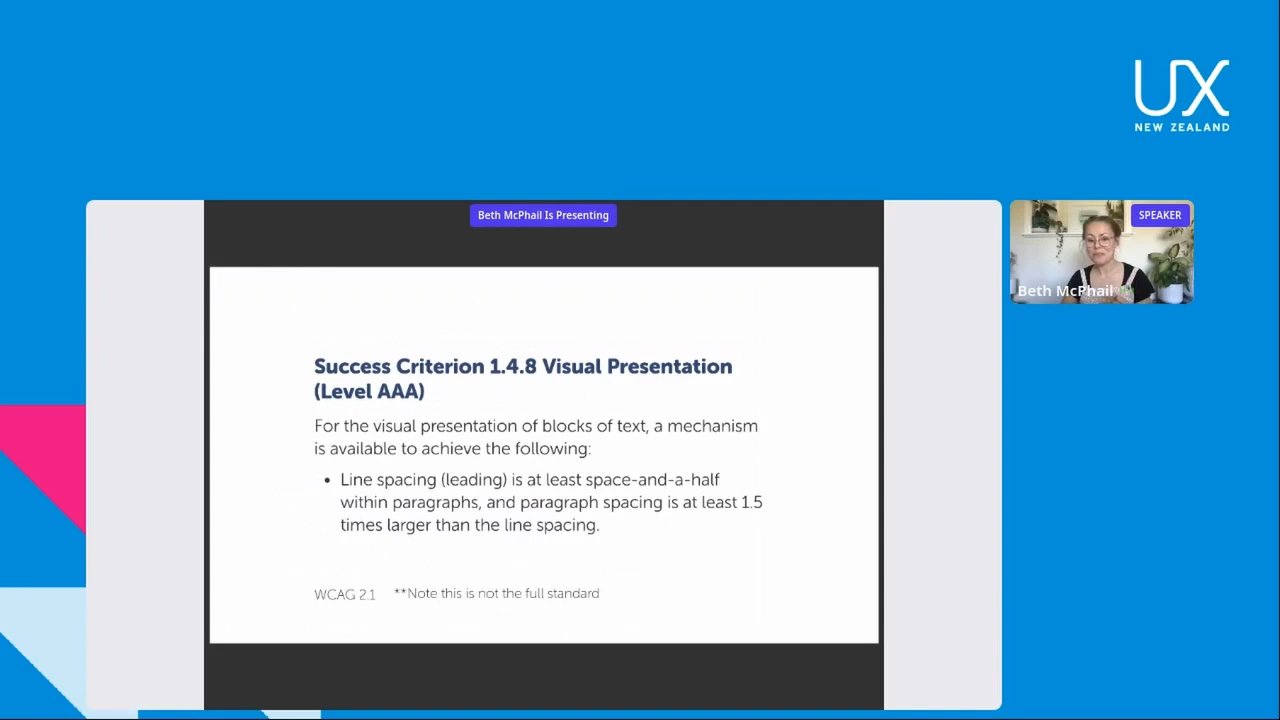 UX
NEW ZEALAND
Beth McPhail Is Presenting
SPEAKER
Beth McPhail
Success Criterion 1.4.8 Visual Presentation
(Level AAA)
For the visual presentation of blocks of text, a mechanism
is available to achieve the following:
• Line spacing (leading) is at least space-and-a-half
within paragraphs, and paragraph spacing is at least 1.5
times larger than the line spacing.
WCAG 2.1 **Note this is not the full standard